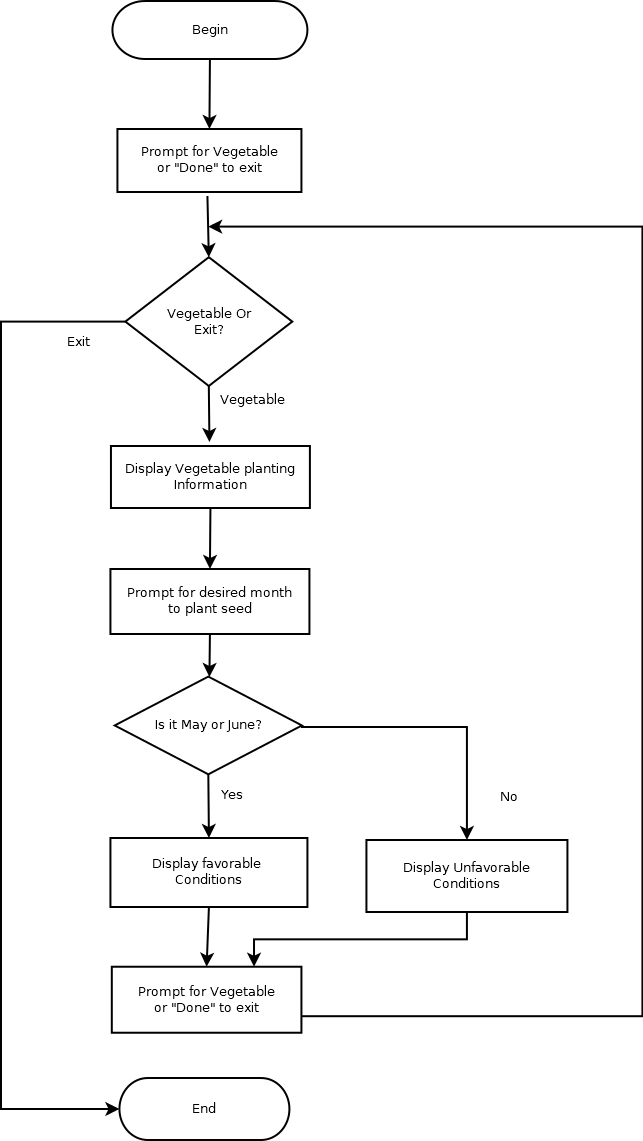 Begin
Prompt for Vegetable
or "Done" to exit
Vegetable Or
Exit?
Exit
Vegetable
Display Vegetable planting
Information
Prompt for desired month
to plant seed
Is it May or June?
Yes
No
Display favorable
Conditions
Display Unfavorable
Conditions
Prompt for Vegetable
or "Done" to exit
End